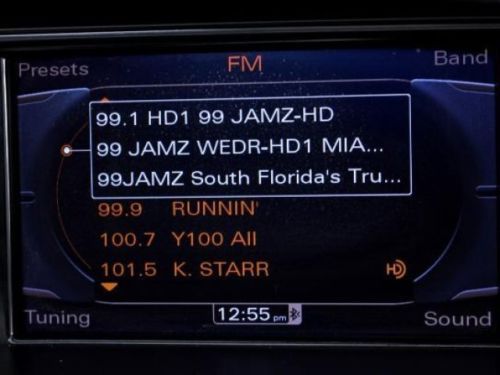 Presets FM Band
99.1 HD1 99 JAMZ-HD
99 JAMZ WEDR-HD1 MIA...
99JAMZ South Florida's Tru...
99.9 RUNNIN'
100.7 Y100 All
101.5 K. STARR HD
Tuning 12:55 pm Sound